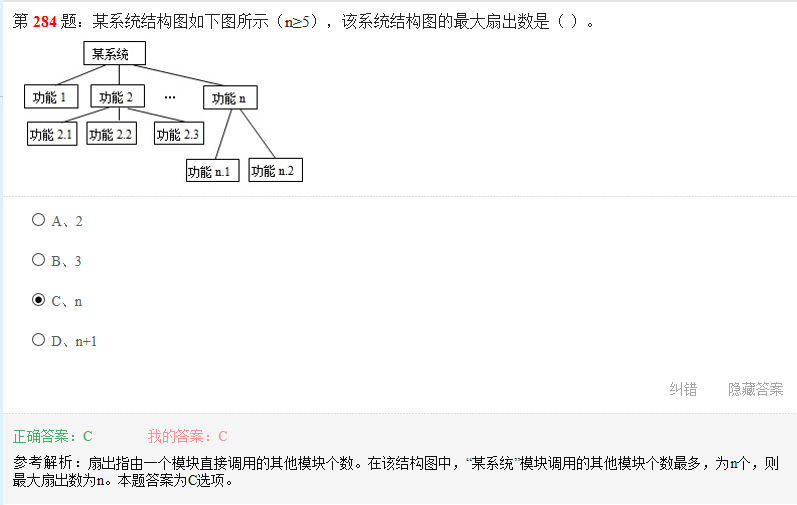 第 284 题：某系统结构图如下图所示（n≥5），该系统结构图的最大扇出数是（ ）。
某系统
功能 1
功能 2
···
功能 n
功能 2.1
功能 2.2
功能 2.3
功能 n.1
功能 n.2
A、2
B、3
C、n
D、n+1
纠错
隐藏答案
正确答案：C
我的答案：C
参考解析：扇出指由一个模块直接调用的其他模块个数。在该结构图中，“某系统”模块调用的其他模块个数最多，为n个，则
最大扇出数为n。本题答案为C选项。